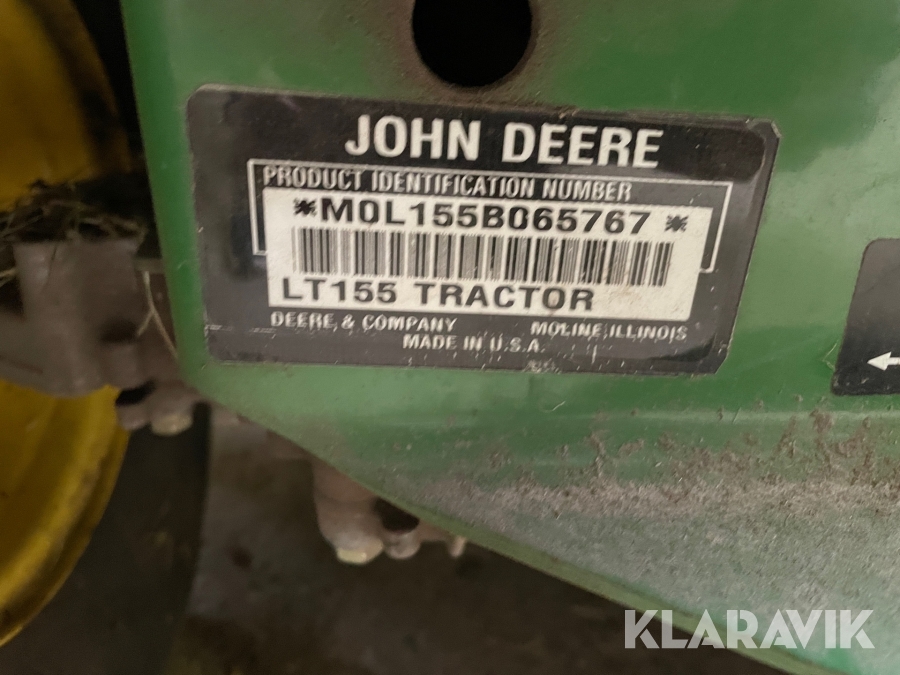 JOHN DEERE
PRODUCT IDENTIFICATION NUMBER
*M0L155B065767*
LT155 TRACTOR
DEERE & COMPANY MOLINE, ILLINOIS
MADE IN U.S.A.
KLARAVIK